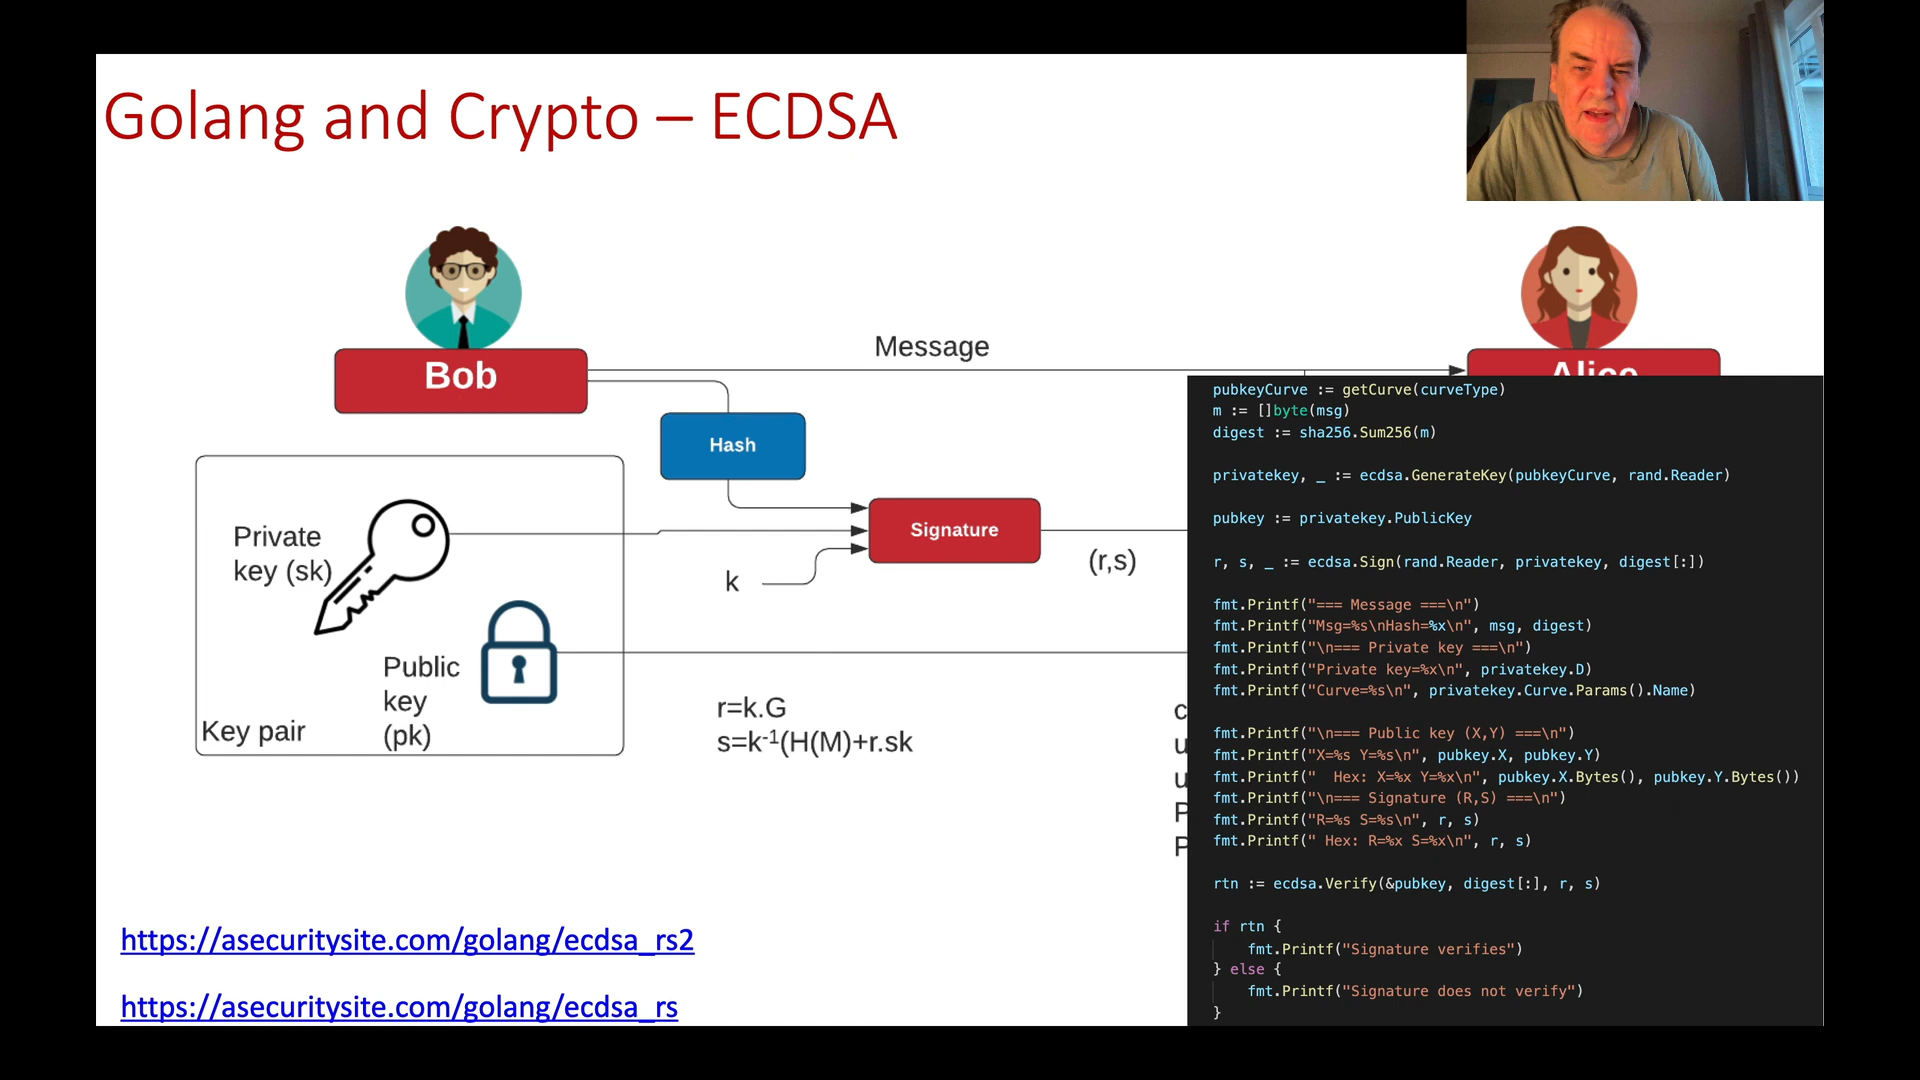 Golang and Crypto – ECDSA
Message
Bob
Alice
Hash
Private
key (sk)
Signature
k
(r,s)
Public
key
(pk)
Key pair
r=k.G
s=k-1(H(M)+r.sk
c
u
u
P
P
pubkeyCurve := getCurve(curveType)
m := []byte(msg)
digest := sha256.Sum256(m)
privatekey, _ := ecdsa.GenerateKey(pubkeyCurve, rand.Reader)
pubkey := privatekey.PublicKey
r, s, _ := ecdsa.Sign(rand.Reader, privatekey, digest[:])
fmt.Printf("=== Message ===\n")
fmt.Printf("Msg=%s\nHash=%x\n", msg, digest)
fmt.Printf("\n=== Private key ===\n")
fmt.Printf("Private key=%x\n", privatekey.D)
fmt.Printf("Curve=%s\n", privatekey.Curve.Params().Name)
fmt.Printf("\n=== Public key (X,Y) ===\n")
fmt.Printf("X=%s Y=%s\n", pubkey.X, pubkey.Y)
fmt.Printf("  Hex: X=%x Y=%x\n", pubkey.X.Bytes(), pubkey.Y.Bytes())
fmt.Printf("\n=== Signature (R,S) ===\n")
fmt.Printf("R=%s S=%s\n", r, s)
fmt.Printf(" Hex: R=%x S=%x\n", r, s)
rtn := ecdsa.Verify(&pubkey, digest[:], r, s)
if rtn {
    fmt.Printf("Signature verifies")
} else {
    fmt.Printf("Signature does not verify")
}
https://asecuritysite.com/golang/ecdsa_rs2
https://asecuritysite.com/golang/ecdsa_rs